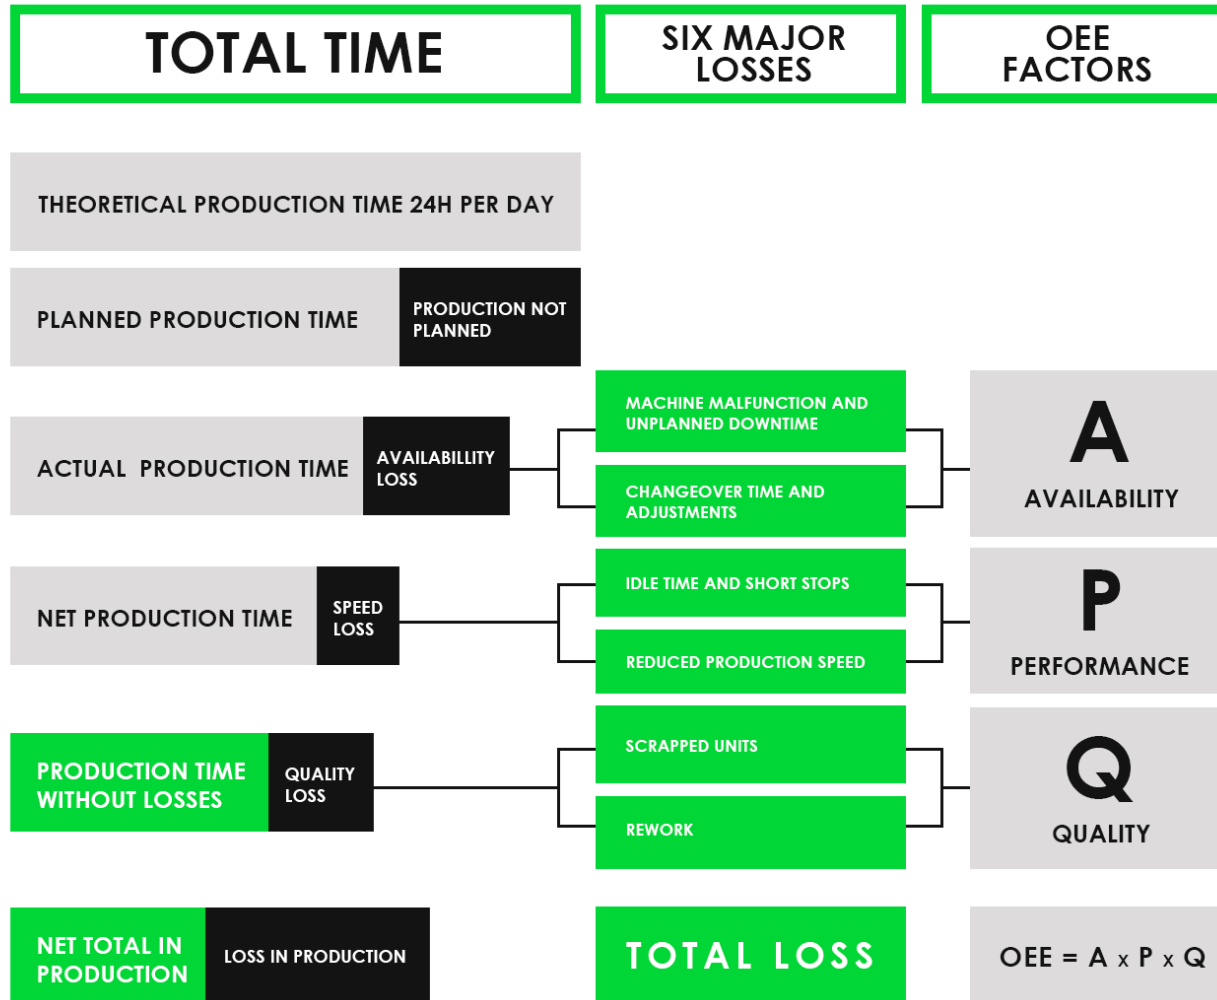 TOTAL TIME
SIX MAJOR
LOSSES
OEE
FACTORS
THEORETICAL PRODUCTION TIME 24H PER DAY
PLANNED PRODUCTION TIME
PRODUCTION NOT
PLANNED
ACTUAL PRODUCTION TIME
AVAILABILLITY
LOSS
MACHINE MALFUNCTION AND
UNPLANNED DOWNTIME
CHANGEOVER TIME AND
ADJUSTMENTS
A
AVAILABILITY
NET PRODUCTION TIME
SPEED
LOSS
IDLE TIME AND SHORT STOPS
REDUCED PRODUCTION SPEED
P
PERFORMANCE
PRODUCTION TIME
WITHOUT LOSSES
QUALITY
LOSS
SCRAPPED UNITS
REWORK
Q
QUALITY
NET TOTAL IN
PRODUCTION
LOSS IN PRODUCTION
TOTAL LOSS
OEE = A x P x Q